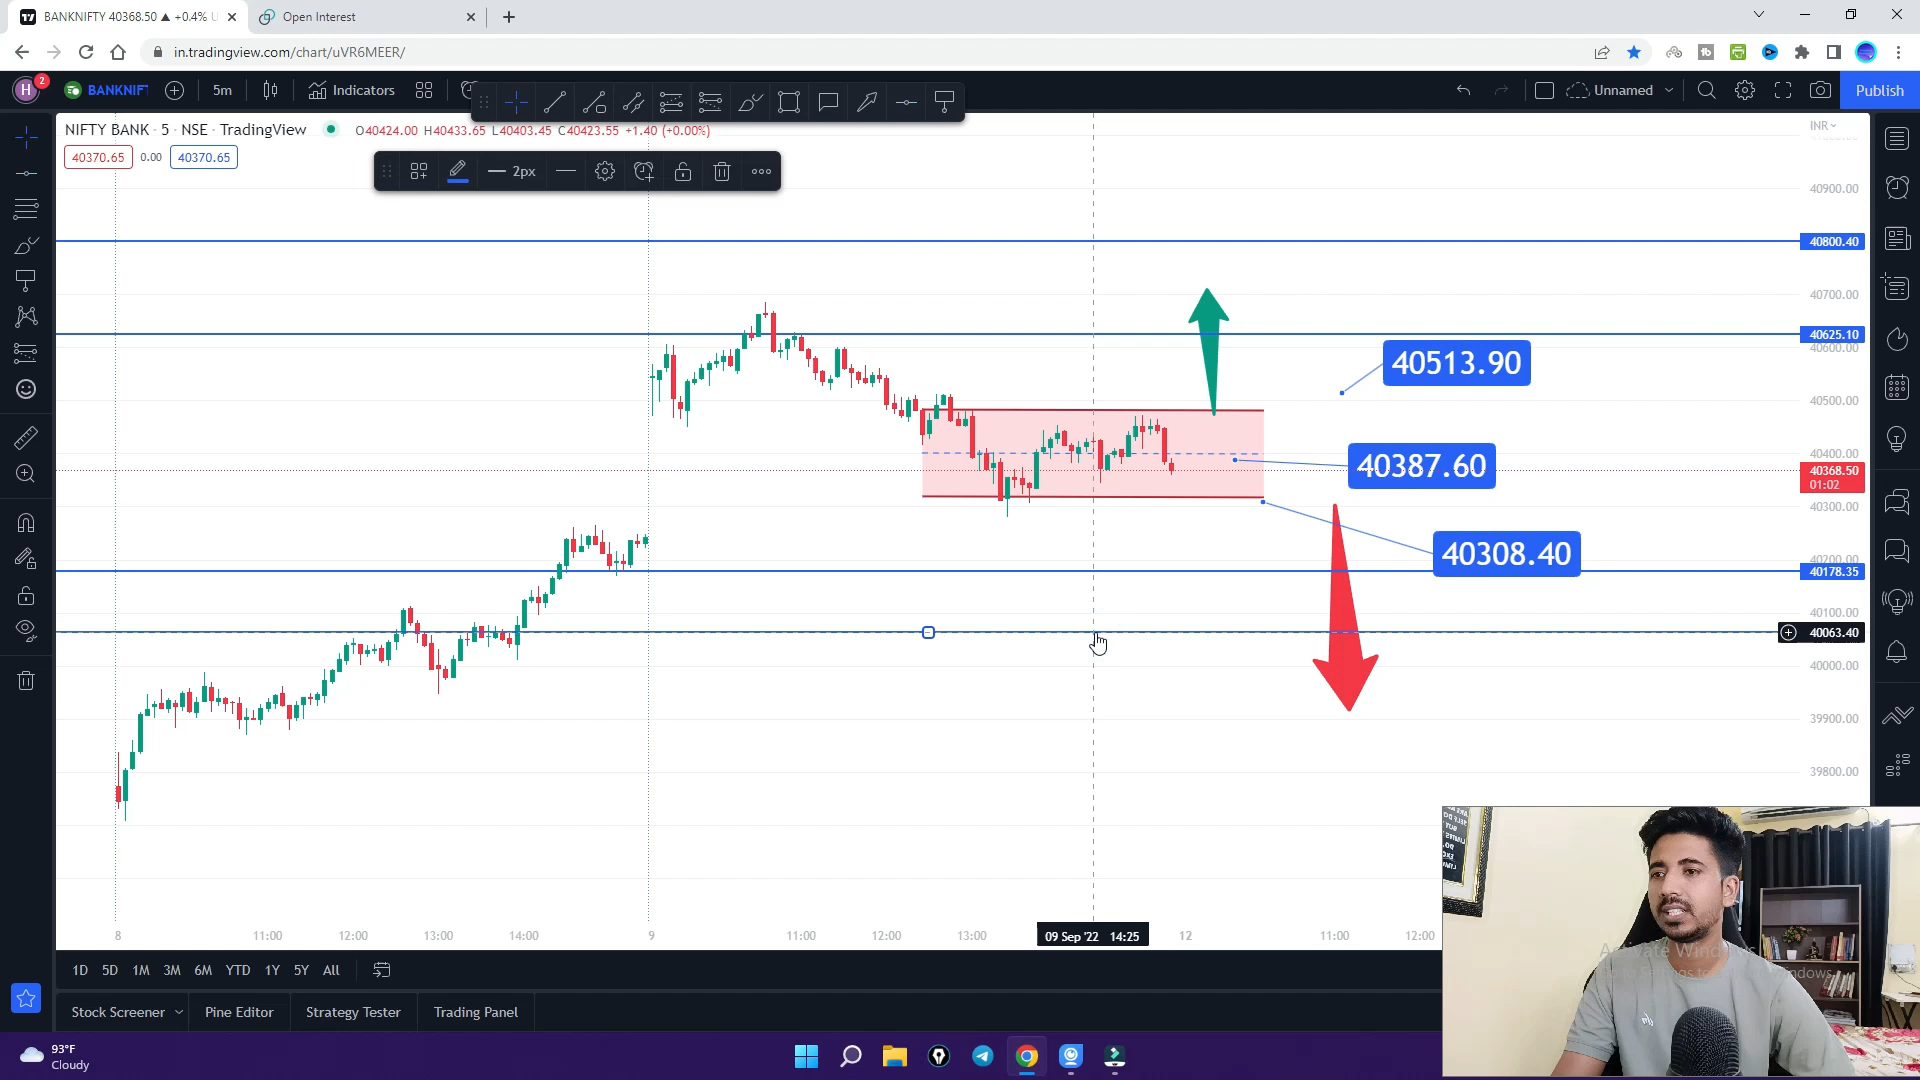 BANKNIFTY 40368.50 ▲ +0.4% U
Open Interest
in.tradingview.com/chart/uVR6MEER/
H
2
BANKNIFT
5m
Indicators
Unnamed
Publish
NIFTY BANK · 5 · NSE · TradingView
O40424.00 H40433.65 L40403.45 C40423.55 +1.40 (+0.00%)
INR
40370.65
0.00
40370.65
2px
40900.00
40800.40
40700.00
40625.10
40600.00
40513.90
40500.00
40400.00
40387.60
40368.50
01:02
40300.00
40308.40
40200.00
40178.35
40100.00
40063.40
40000.00
39900.00
39800.00
8
11:00
12:00
13:00
14:00
9
11:00
12:00
13:00
09 Sep '22 14:25
12
11:00
12:00
1D 5D 1M 3M 6M YTD 1Y 5Y All
Stock Screener
Pine Editor
Strategy Tester
Trading Panel
93°F
Cloudy